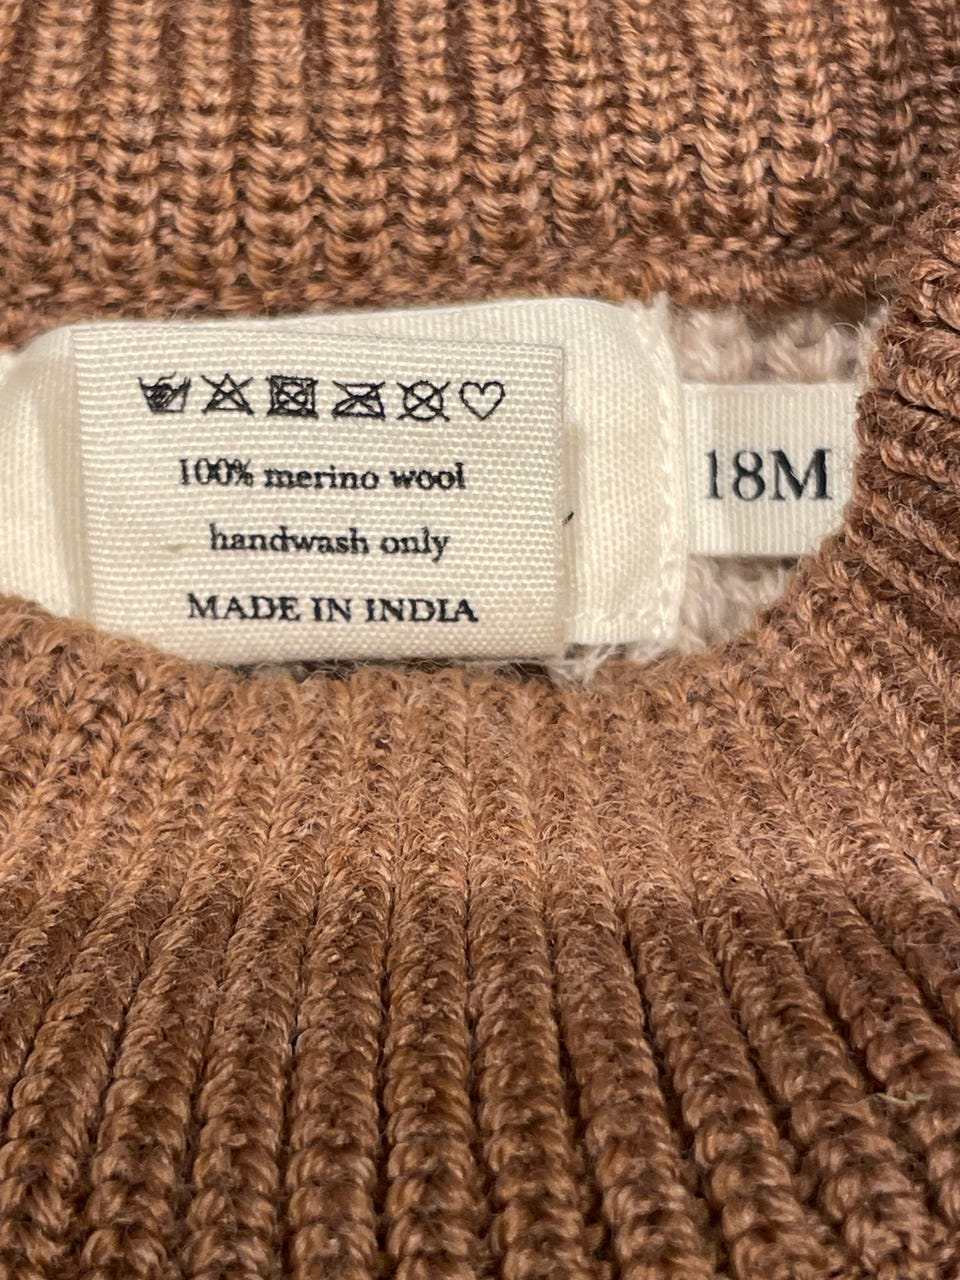 100% merino wool
handwash only
MADE IN INDIA
18M